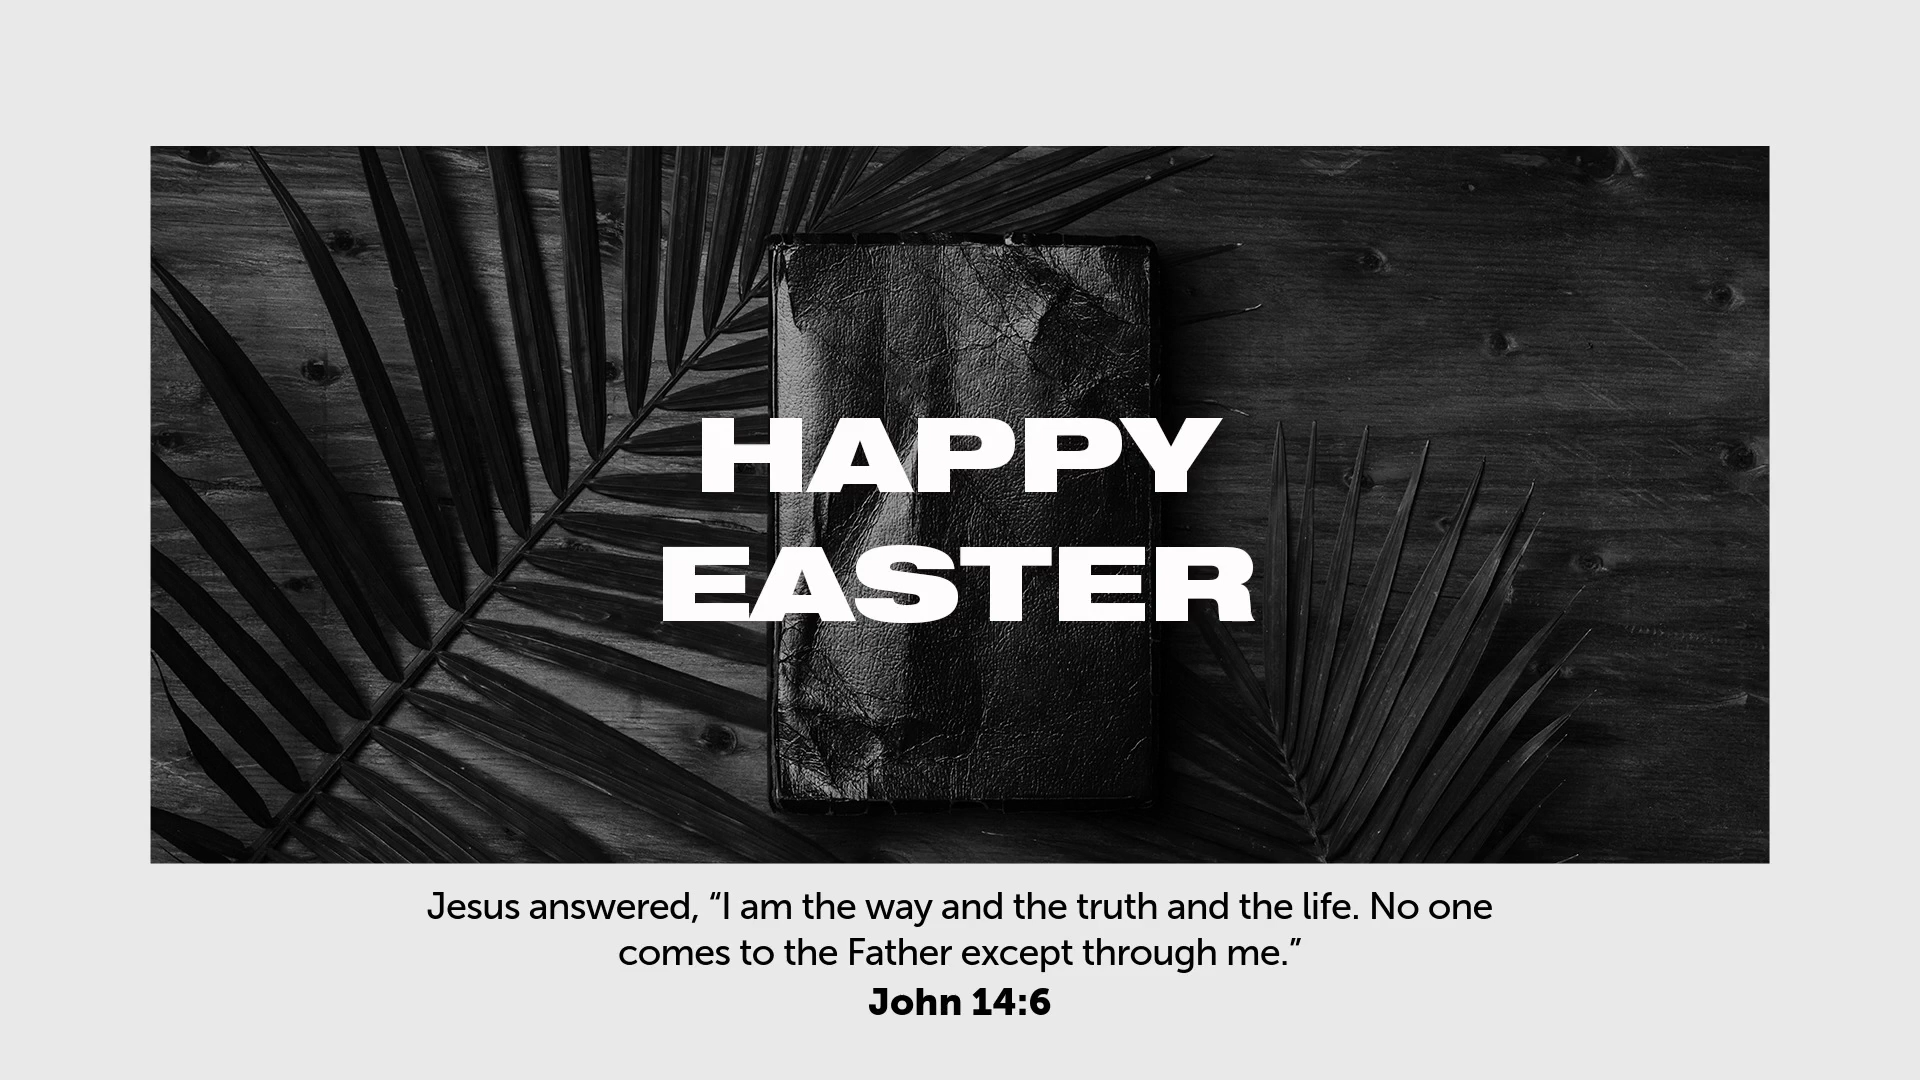 HAPPY
EASTER
Jesus answered, “I am the way and the truth and the life. No one
comes to the Father except through me.”
John 14:6